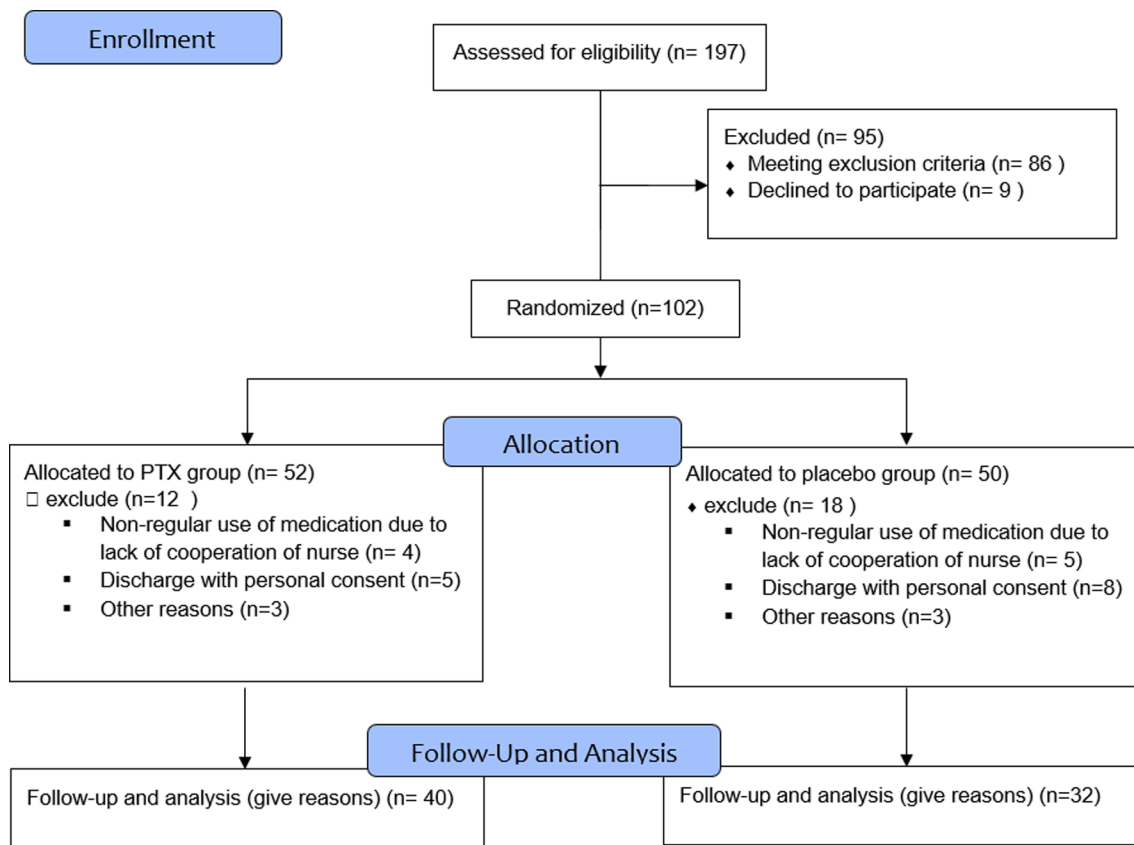 Enrollment
Assessed for eligibility (n= 197)
Excluded (n= 95)
♦ Meeting exclusion criteria (n= 86 )
♦ Declined to participate (n= 9 )
Randomized (n=102)
Allocation
Allocated to PTX group (n= 52)
□ exclude (n=12 )
▪ Non-regular use of medication due to
lack of cooperation of nurse (n= 4)
▪ Discharge with personal consent (n=5)
▪ Other reasons (n=3)
Allocated to placebo group (n= 50)
♦ exclude (n= 18 )
▪ Non-regular use of medication due to
lack of cooperation of nurse (n= 5)
▪ Discharge with personal consent (n=8)
▪ Other reasons (n=3)
Follow-Up and Analysis
Follow-up and analysis (give reasons) (n= 40)
Follow-up and analysis (give reasons) (n=32)